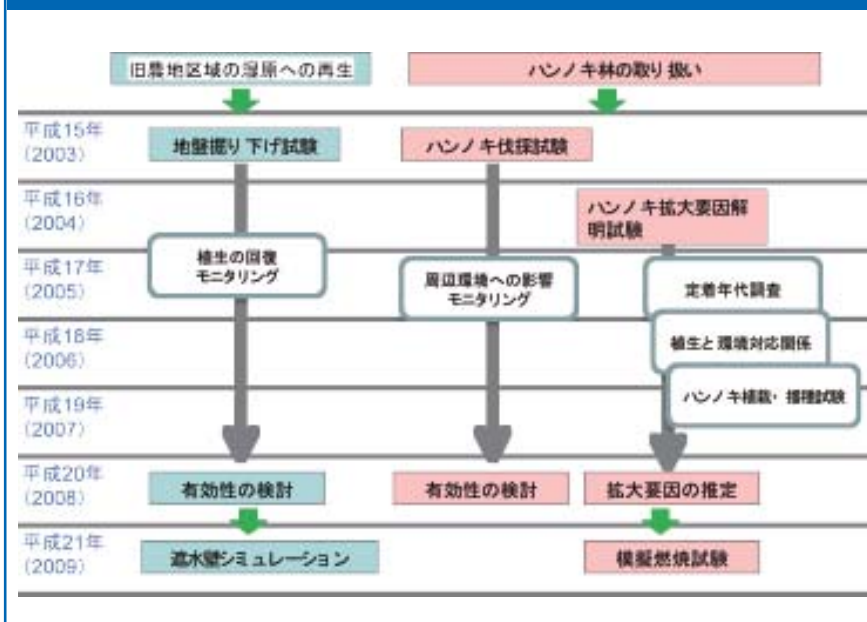 旧農地区域の湿原への再生
ハンノキ林の取り扱い
平成15年
(2003)
地盤掘り下げ試験
ハンノキ伐採試験
平成16年
(2004)
ハンノキ拡大要因解
明試験
植生の回復
モニタリング
平成17年
(2005)
周辺環境への影響
モニタリング
定着年代調査
平成18年
(2006)
植生と環境対応関係
平成19年
(2007)
ハンノキ植栽・播種試験
平成20年
(2008)
有効性の検討
有効性の検討
拡大要因の推定
平成21年
(2009)
遮水壁シミュレーション
模擬燃焼試験